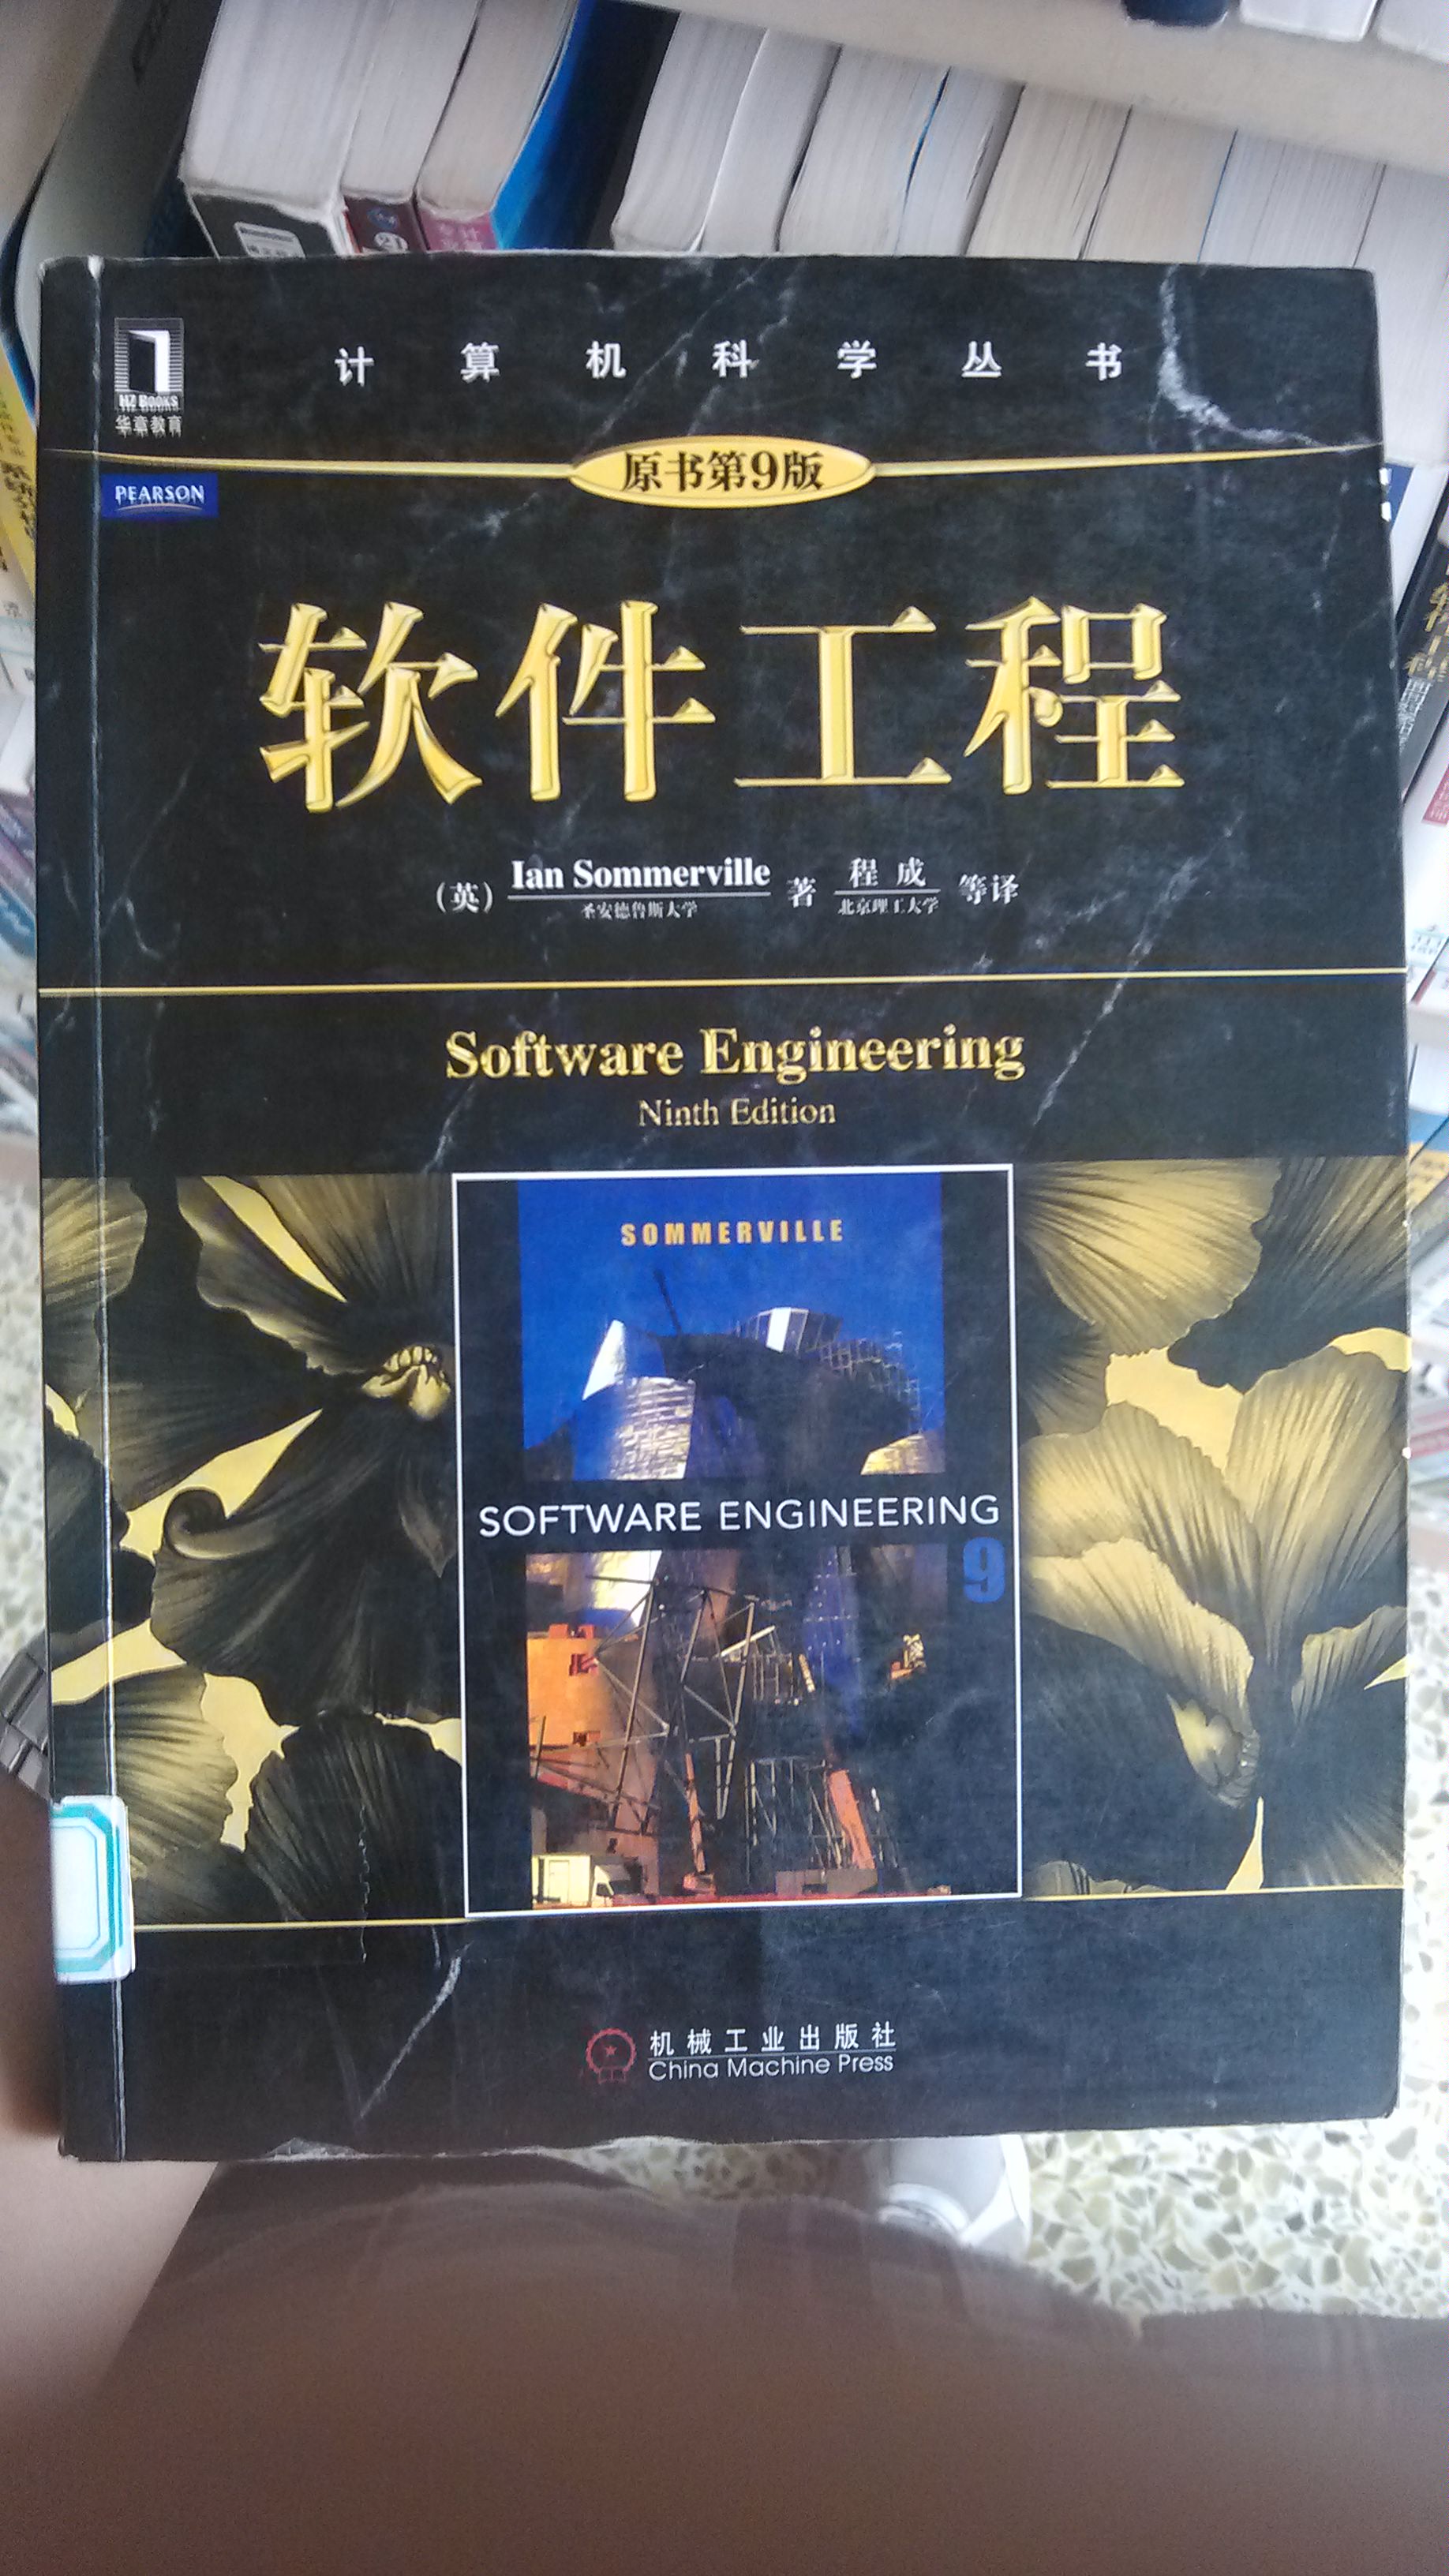 计算机科学丛书
HZ BOOKS
华章教育
原书第9版
PEARSON
软件工程
(英) Ian Sommerville 著 程成 等译
圣安德鲁斯大学 北京理工大学
Software Engineering
Ninth Edition
SOMMERVILLE
SOFTWARE ENGINEERING
9
机械工业出版社
China Machine Press